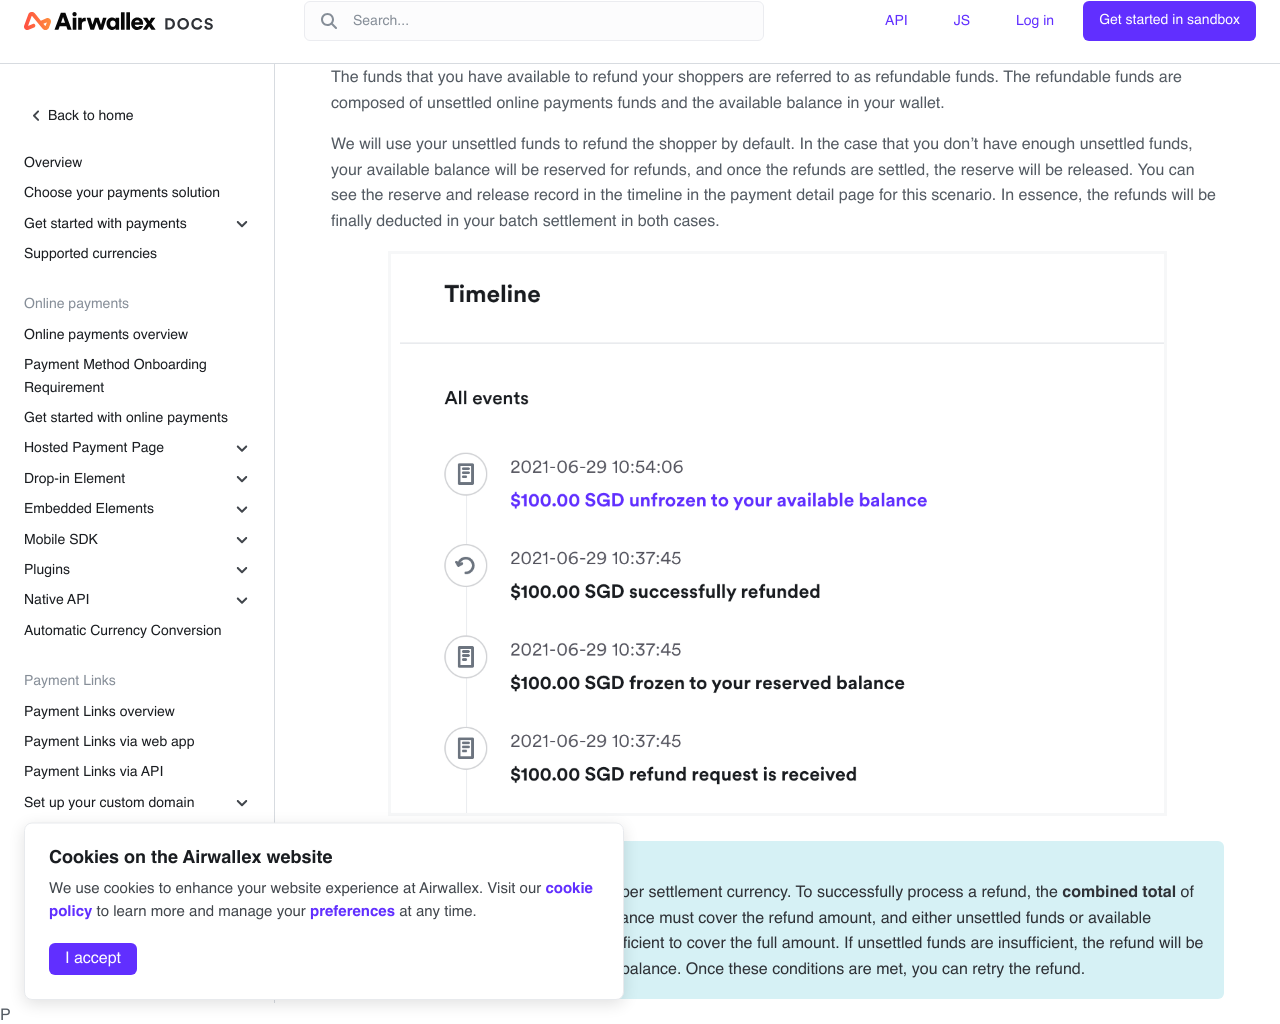 Airwallex DOCS
Search...
API
JS
Log in
Get started in sandbox
Back to home
Overview
Choose your payments solution
Get started with payments
Supported currencies
Online payments
Online payments overview
Payment Method Onboarding
Requirement
Get started with online payments
Hosted Payment Page
Drop-in Element
Embedded Elements
Mobile SDK
Plugins
Native API
Automatic Currency Conversion
Payment Links
Payment Links overview
Payment Links via web app
Payment Links via API
Set up your custom domain
The funds that you have available to refund your shoppers are referred to as refundable funds. The refundable funds are
composed of unsettled online payments funds and the available balance in your wallet.
We will use your unsettled funds to refund the shopper by default. In the case that you don’t have enough unsettled funds,
your available balance will be reserved for refunds, and once the refunds are settled, the reserve will be released. You can
see the reserve and release record in the timeline in the payment detail page for this scenario. In essence, the refunds will be
finally deducted in your batch settlement in both cases.
Timeline
All events
2021-06-29 10:54:06
$100.00 SGD unfrozen to your available balance
2021-06-29 10:37:45
$100.00 SGD successfully refunded
2021-06-29 10:37:45
$100.00 SGD frozen to your reserved balance
2021-06-29 10:37:45
$100.00 SGD refund request is received
per settlement currency. To successfully process a refund, the combined total of
must cover the refund amount, and either unsettled funds or available
to cover the full amount. If unsettled funds are insufficient, the refund will be
balance. Once these conditions are met, you can retry the refund.
Cookies on the Airwallex website
We use cookies to enhance your website experience at Airwallex. Visit our cookie
policy to learn more and manage your preferences at any time.
I accept
P